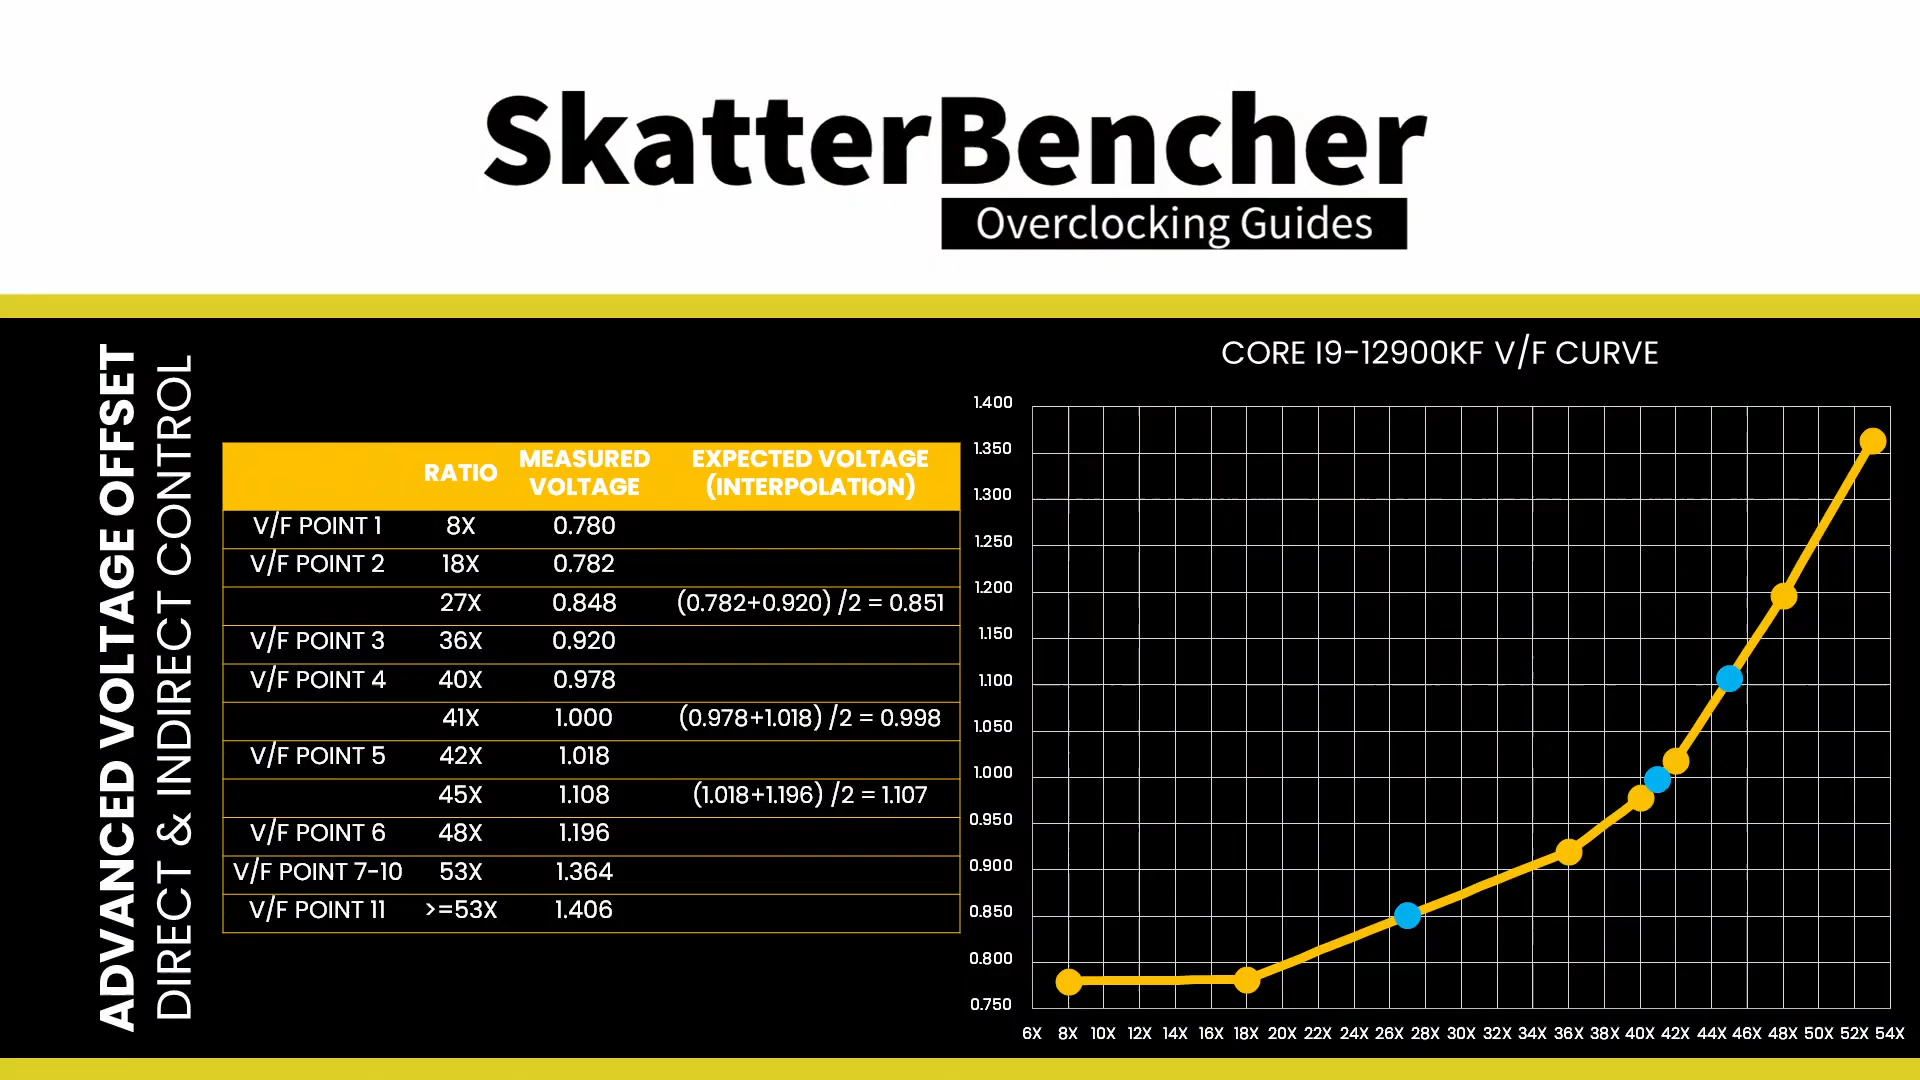 SkatterBencher
Overclocking Guides
ADVANCED VOLTAGE OFFSET
DIRECT & INDIRECT CONTROL
RATIO MEASURED VOLTAGE EXPECTED VOLTAGE (INTERPOLATION)
V/F POINT 1 8X 0.780
V/F POINT 2 18X 0.782
27X 0.848 (0.782+0.920) /2 = 0.851
V/F POINT 3 36X 0.920
V/F POINT 4 40X 0.978
41X 1.000 (0.978+1.018) /2 = 0.998
V/F POINT 5 42X 1.018
45X 1.108 (1.018+1.196) /2 = 1.107
V/F POINT 6 48X 1.196
V/F POINT 7-10 53X 1.364
V/F POINT 11 >=53X 1.406
CORE I9-12900KF V/F CURVE
1.400
1.350
1.300
1.250
1.200
1.150
1.100
1.050
1.000
0.950
0.900
0.850
0.800
0.750
6X 8X 10X 12X 14X 16X 18X 20X 22X 24X 26X 28X 30X 32X 34X 36X 38X 40X 42X 44X 46X 48X 50X 52X 54X